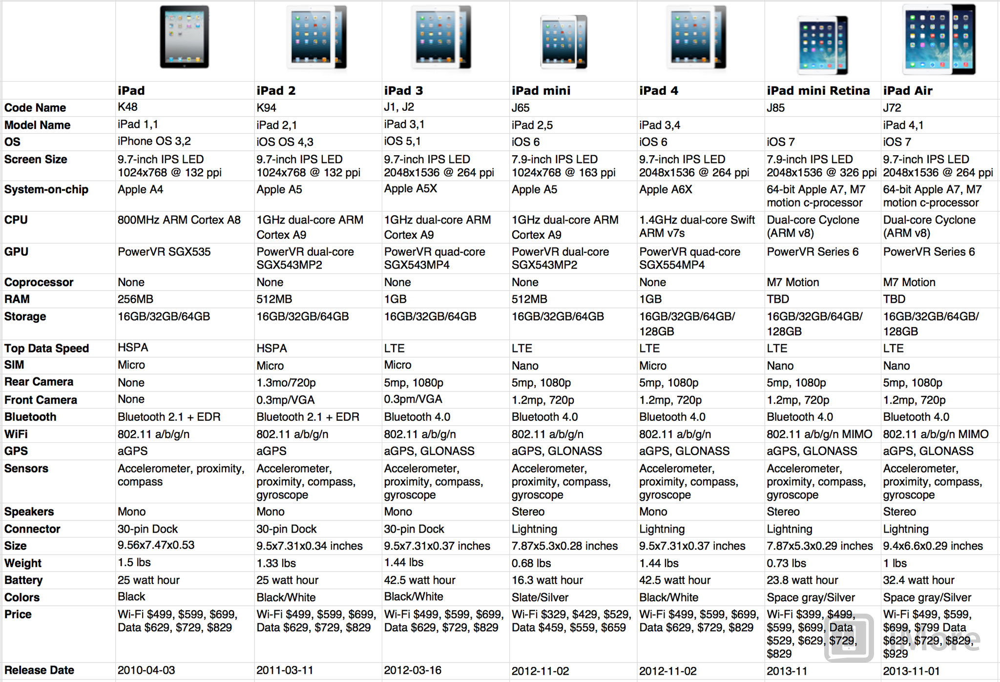 iPad iPad 2 iPad 3 iPad mini iPad 4 iPad mini Retina iPad Air
Code Name K48 K94 J1, J2 J65 J85 J72
Model Name iPad 1,1 iPad 2,1 iPad 3,1 iPad 2,5 iPad 3,4 iPad 4,1
OS iPhone OS 3,2 iOS OS 4,3 iOS 5,1 iOS 6 iOS 6 iOS 7 iOS 7
Screen Size 9.7-inch IPS LED 9.7-inch IPS LED 9.7-inch IPS LED 7.9-inch IPS LED 9.7-inch IPS LED 7.9-inch IPS LED 9.7-inch IPS LED
1024x768 @ 132 ppi 1024x768 @ 132 ppi 2048x1536 @ 264 ppi 1024x768 @ 163 ppi 2048x1536 @ 264 ppi 2048x1536 @ 326 ppi 2048x1536 @ 264 ppi
System-on-chip Apple A4 Apple A5 Apple A5X Apple A5 Apple A6X 64-bit Apple A7, M7 64-bit Apple A7, M7
motion c-processor motion c-processor
CPU 800MHz ARM Cortex A8 1GHz dual-core ARM 1GHz dual-core ARM 1GHz dual-core ARM 1.4GHz dual-core Swift Dual-core Cyclone Dual-core Cyclone
Cortex A9 Cortex A9 Cortex A9 ARM v7s (ARM v8) (ARM v8)
GPU PowerVR SGX535 PowerVR dual-core PowerVR quad-core PowerVR dual-core PowerVR quad-core PowerVR Series 6 PowerVR Series 6
SGX543MP2 SGX543MP4 SGX543MP2 SGX554MP4
Coprocessor None None None None None M7 Motion M7 Motion
RAM 256MB 512MB 1GB 512MB 1GB TBD TBD
Storage 16GB/32GB/64GB 16GB/32GB/64GB 16GB/32GB/64GB 16GB/32GB/64GB 16GB/32GB/64GB/ 16GB/32GB/64GB/ 16GB/32GB/64GB/
128GB 128GB 128GB
Top Data Speed HSPA HSPA LTE LTE LTE LTE LTE
SIM Micro Micro Micro Nano Micro Nano Nano
Rear Camera None 1.3mo/720p 5mp, 1080p 5mp, 1080p 5mp, 1080p 5mp, 1080p 5mp, 1080p
Front Camera None 0.3mp/VGA 0.3pm/VGA 1.2mp, 720p 1.2mp, 720p 1.2mp, 720p 1.2mp, 720p
Bluetooth Bluetooth 2.1 + EDR Bluetooth 2.1 + EDR Bluetooth 4.0 Bluetooth 4.0 Bluetooth 4.0 Bluetooth 4.0 Bluetooth 4.0
WiFi 802.11 a/b/g/n 802.11 a/b/g/n 802.11 a/b/g/n 802.11 a/b/g/n 802.11 a/b/g/n 802.11 a/b/g/n MIMO 802.11 a/b/g/n MIMO
GPS aGPS aGPS aGPS, GLONASS aGPS, GLONASS aGPS, GLONASS aGPS, GLONASS aGPS, GLONASS
Sensors Accelerometer, proximity, Accelerometer, Accelerometer, Accelerometer, Accelerometer, Accelerometer, Accelerometer,
compass proximity, compass, proximity, compass, proximity, compass, proximity, compass, proximity, compass, proximity, compass,
gyroscope gyroscope gyroscope gyroscope gyroscope gyroscope
Speakers Mono Mono Mono Stereo Mono Stereo Stereo
Connector 30-pin Dock 30-pin Dock 30-pin Dock Lightning Lightning Lightning Lightning
Size 9.56x7.47x0.53 9.5x7.31x0.34 inches 9.5x7.31x0.37 inches 7.87x5.3x0.28 inches 9.5x7.31x0.37 inches 7.87x5.3x0.29 inches 9.4x6.6x0.29 inches
Weight 1.5 lbs 1.33 lbs 1.44 lbs 0.68 lbs 1.44 lbs 0.73 lbs 1 lbs
Battery 25 watt hour 25 watt hour 42.5 watt hour 16.3 watt hour 42.5 watt hour 23.8 watt hour 32.4 watt hour
Colors Black Black/White Black/White Slate/Silver Black/White Space gray/Silver Space gray/Silver
Price Wi-Fi $499, $599, $699, Wi-Fi $499, $599, $699, Wi-Fi $499, $599, $699, Wi-Fi $329, $429, $529, Wi-Fi $499, $599, $699, Wi-Fi $399, $499, Wi-Fi $499, $599,
Data $629, $729, $829 Data $629, $729, $829 Data $629, $729, $829 Data $459, $559, $659 Data $629, $729, $829 $599, $699, Data $699, $799 Data
$529, $629, $729, $629, $729, $829,
$829 $929
iMore
Release Date 2010-04-03 2011-03-11 2012-03-16 2012-11-02 2012-11-02 2013-11 2013-11-01